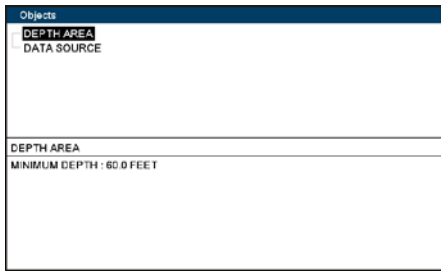 Objects
DEPTH AREA
DATA SOURCE
DEPTH AREA
MINIMUM DEPTH : 60.0 FEET